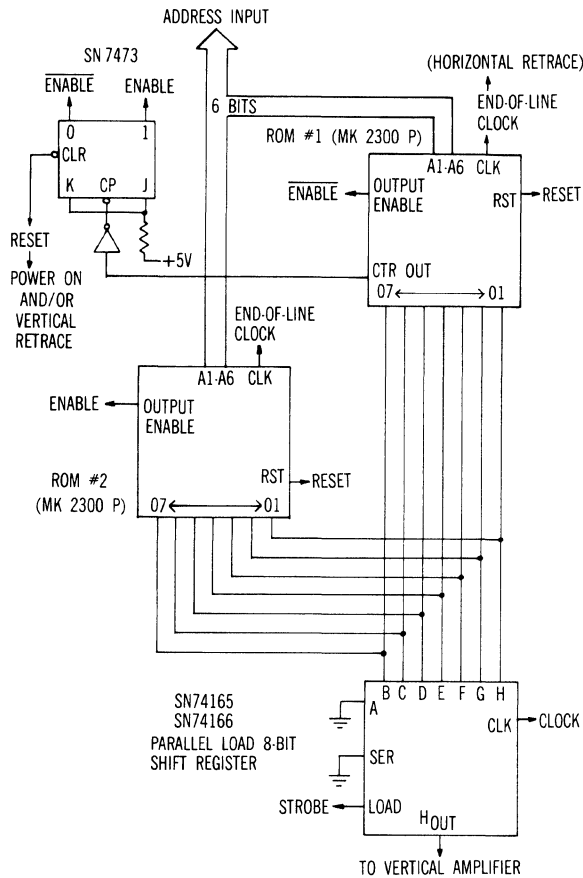 ADDRESS INPUT
SN 7473
ENABLE ENABLE
0 1
CLR
K CP J
RESET
+5V
POWER ON
AND/OR
VERTICAL
RETRACE
6 BITS
(HORIZONTAL RETRACE)
END-OF-LINE
CLOCK
ROM #1 (MK 2300 P)
A1-A6 CLK
ENABLE
OUTPUT
ENABLE
RST
RESET
CTR OUT
07 01
END-OF-LINE
CLOCK
A1-A6 CLK
ENABLE
OUTPUT
ENABLE
RST
RESET
ROM #2
(MK 2300 P)
07 01
SN74165
SN74166
PARALLEL LOAD 8-BIT
SHIFT REGISTER
B C D E F G H
A
CLK
CLOCK
SER
STROBE
LOAD
HOUT
TO VERTICAL AMPLIFIER